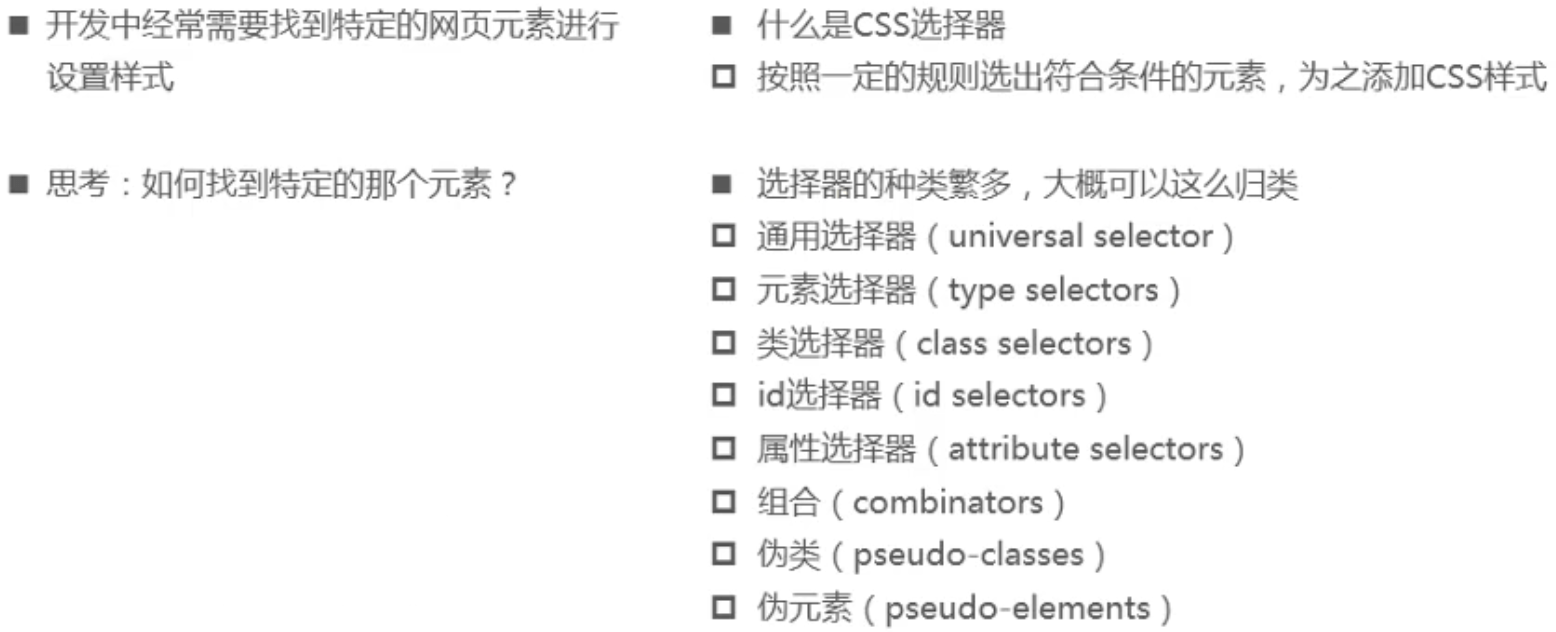 ■ 开发中经常需要找到特定的网页元素进行
设置样式
■ 思考：如何找到特定的那个元素？
■ 什么是CSS选择器
□ 按照一定的规则选出符合条件的元素，为之添加CSS样式
■ 选择器的种类繁多，大概可以这么归类
□ 通用选择器（universal selector）
□ 元素选择器（type selectors）
□ 类选择器（class selectors）
□ id选择器（id selectors）
□ 属性选择器（attribute selectors）
□ 组合（combinators）
□ 伪类（pseudo-classes）
□ 伪元素（pseudo-elements）